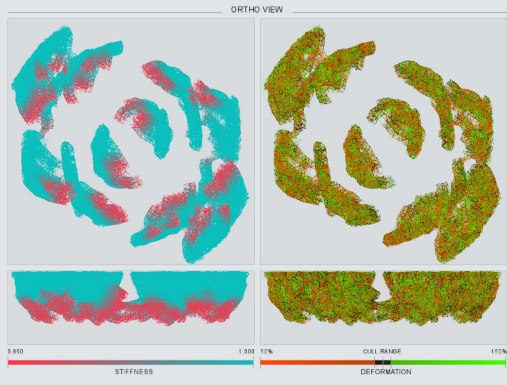 ORTHO VIEW
0.850
1.000
50%
CULL RANGE
150%
STIFFNESS
DEFORMATION